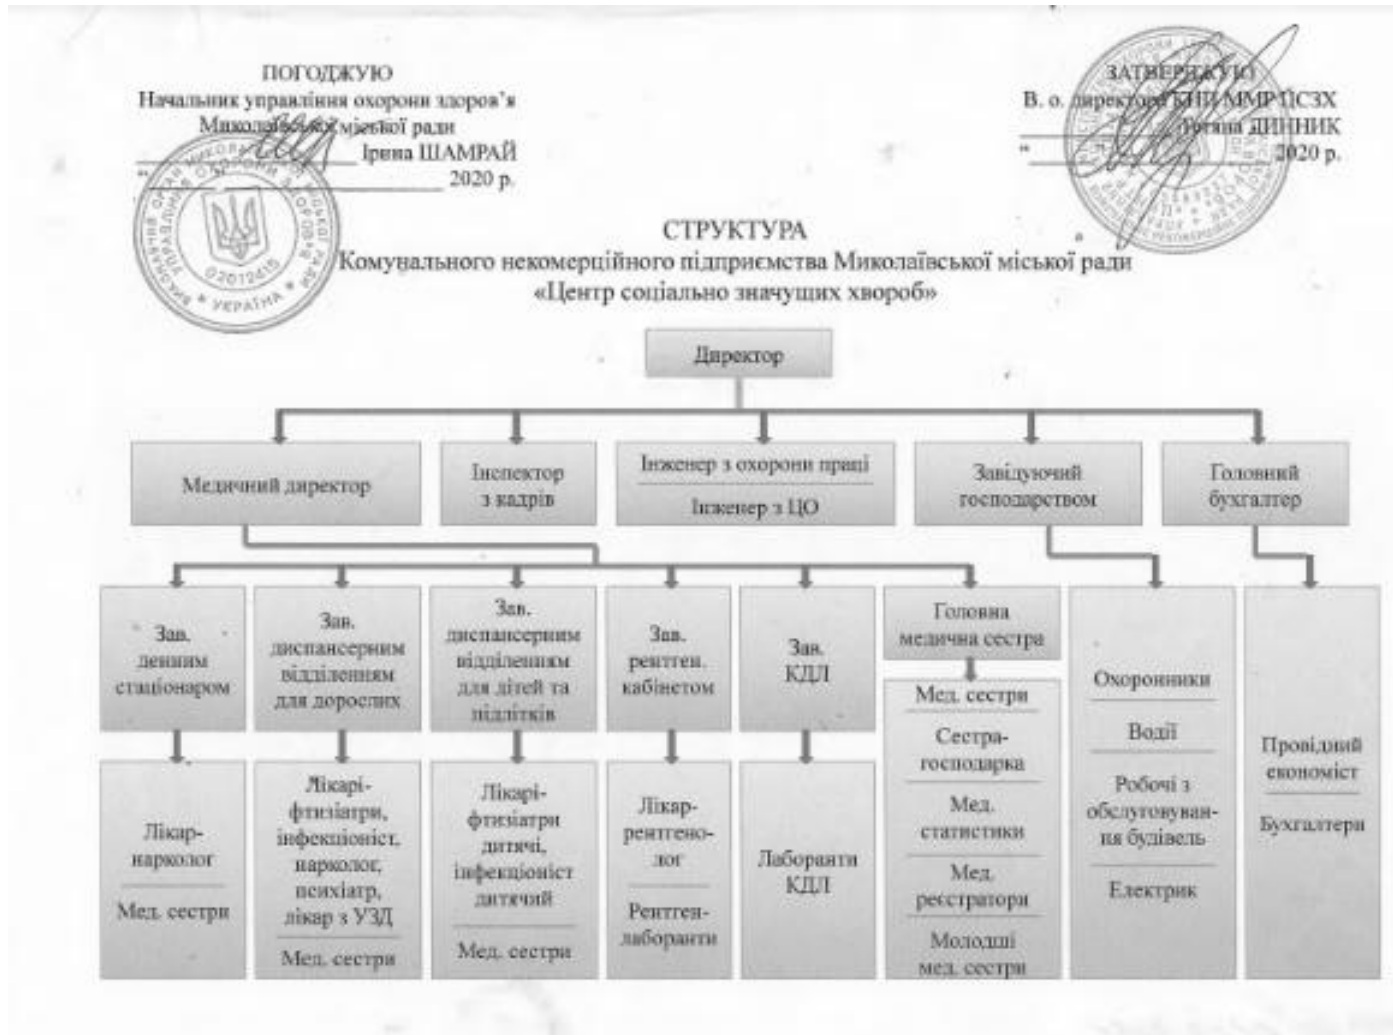 ПОГОДЖУЮ
Начальник управління охорони здоров’я
Миколаївської міської ради
Ірина ШАМРАЙ
2020 р.
ЗАТВЕРДЖУЮ
В. о. директора КНП ММР ЦСЗХ
Тетяна ДИННИК
2020 р.
02012415
УКРАЇНА
СТРУКТУРА
Комунального некомерційного підприємства Миколаївської міської ради
«Центр соціально значущих хвороб»
Директор
Медичний директор
Інспектор
з кадрів
Інженер з охорони праці
Інженер з ЦО
Завідуючий
господарством
Головний
бухгалтер
Зав.
денним
стаціонаром
Зав.
диспансерним
відділенням
для дорослих
Зав.
диспансерним
відділенням
для дітей та
підлітків
Зав.
рентген.
кабінетом
Зав.
КДЛ
Головна
медична сестра
Лікар-
нарколог
Мед. сестри
Лікарі-
фтизіатри,
інфекціоніст,
нарколог,
психіатр,
лікар з УЗД
Мед. сестри
Лікарі-
фтизіатри
дитячі,
інфекціоніст
дитячий
Мед. сестри
Лікар-
рентгено-
лог
Рентген-
лаборанти
Лаборанти
КДЛ
Мед. сестри
Сестра-
господарка
Мед.
статистики
Мед.
реєстратори
Молодші
мед. сестри
Охоронники
Водії
Робочі з
обслуговуван-
ня будівель
Електрик
Провідний
економіст
Бухгалтери